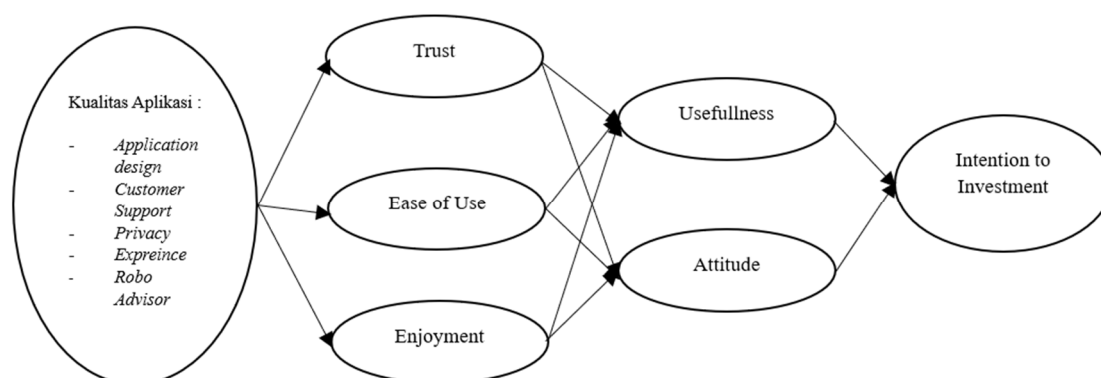 Kualitas Aplikasi :
- Application
design
- Customer
Support
- Privacy
- Expreince
- Robo
Advisor
Trust
Ease of Use
Enjoyment
Usefullness
Attitude
Intention to
Investment